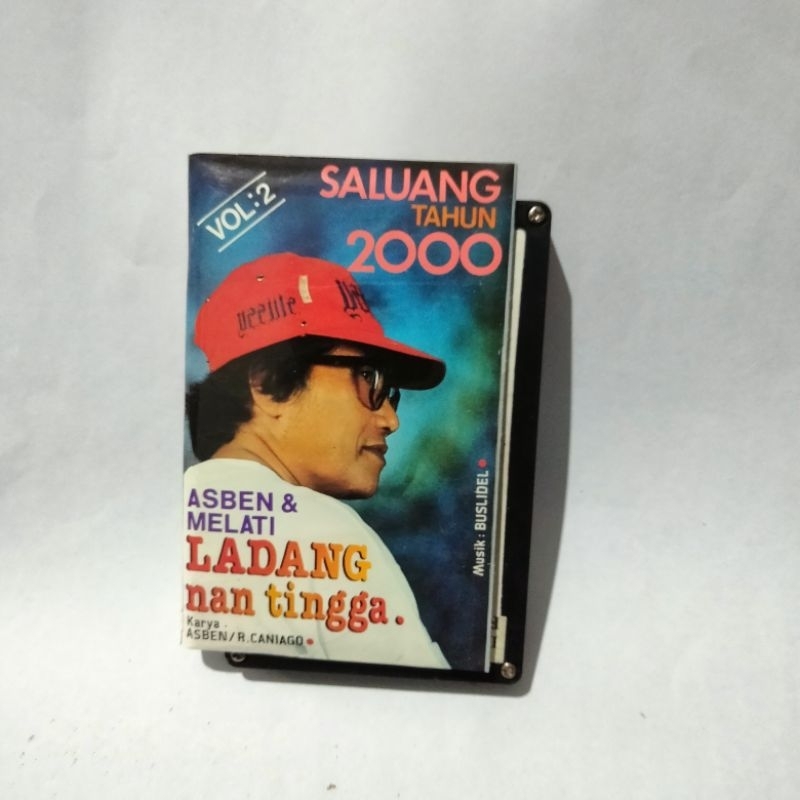 VOL: 2
SALUANG
TAHUN
2000
ASBEN &
MELATI
LADANG
nan tingga.
Karya :
ASBEN/R.CANIAGO
Musik : BUSLIDEL